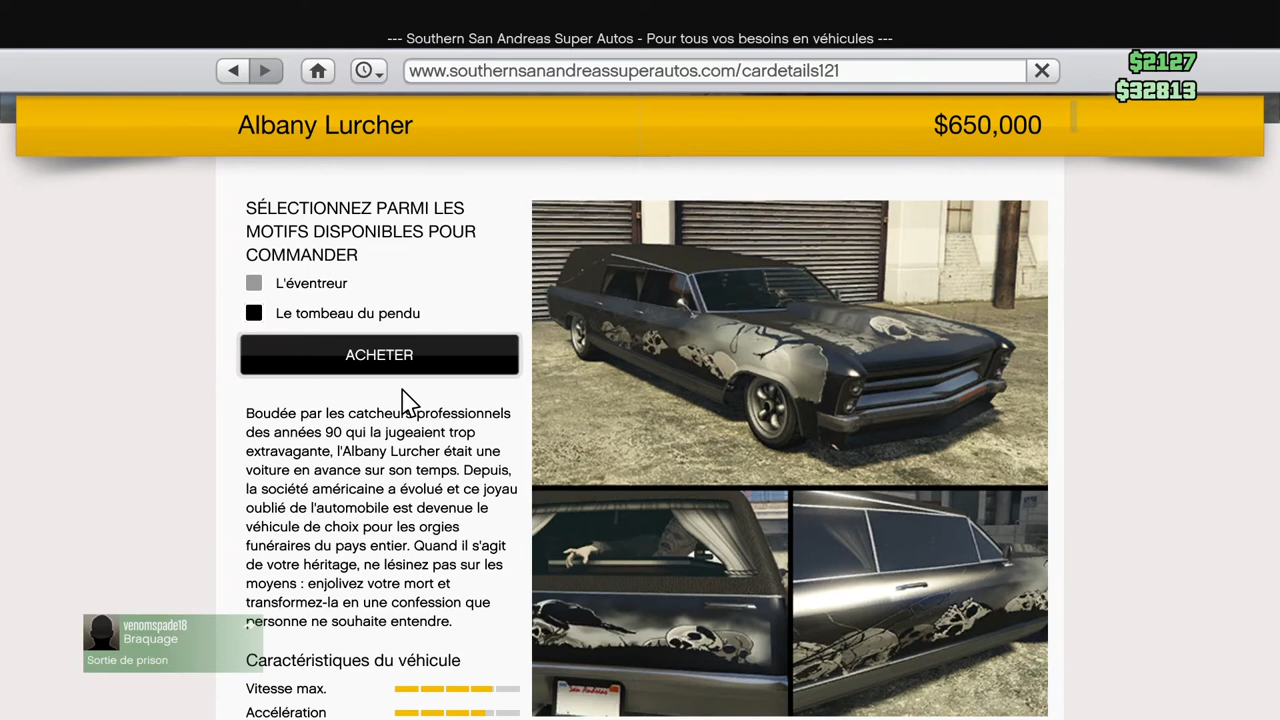 --- Southern San Andreas Super Autos - Pour tous vos besoins en véhicules ---
www.southernsanandreassuperautos.com/cardetails121
$2127
$32813
Albany Lurcher
$650,000
SÉLECTIONNEZ PARMI LES
MOTIFS DISPONIBLES POUR
COMMANDER
L'éventreur
Le tombeau du pendu
ACHETER
Boudée par les catcheurs professionnels
des années 90 qui la jugeaient trop
extravagante, l'Albany Lurcher était une
voiture en avance sur son temps. Depuis,
la société américaine a évolué et ce joyau
oublié de l'automobile est devenue le
véhicule de choix pour les orgies
funéraires du pays entier. Quand il s'agit
de votre héritage, ne lésinez pas sur les
moyens : enjolivez votre mort et
transformez-la en une confession que
personne ne souhaite entendre.
Caractéristiques du véhicule
Vitesse max.
Accélération
venomspade18
Braquage
Sortie de prison
San Andreas